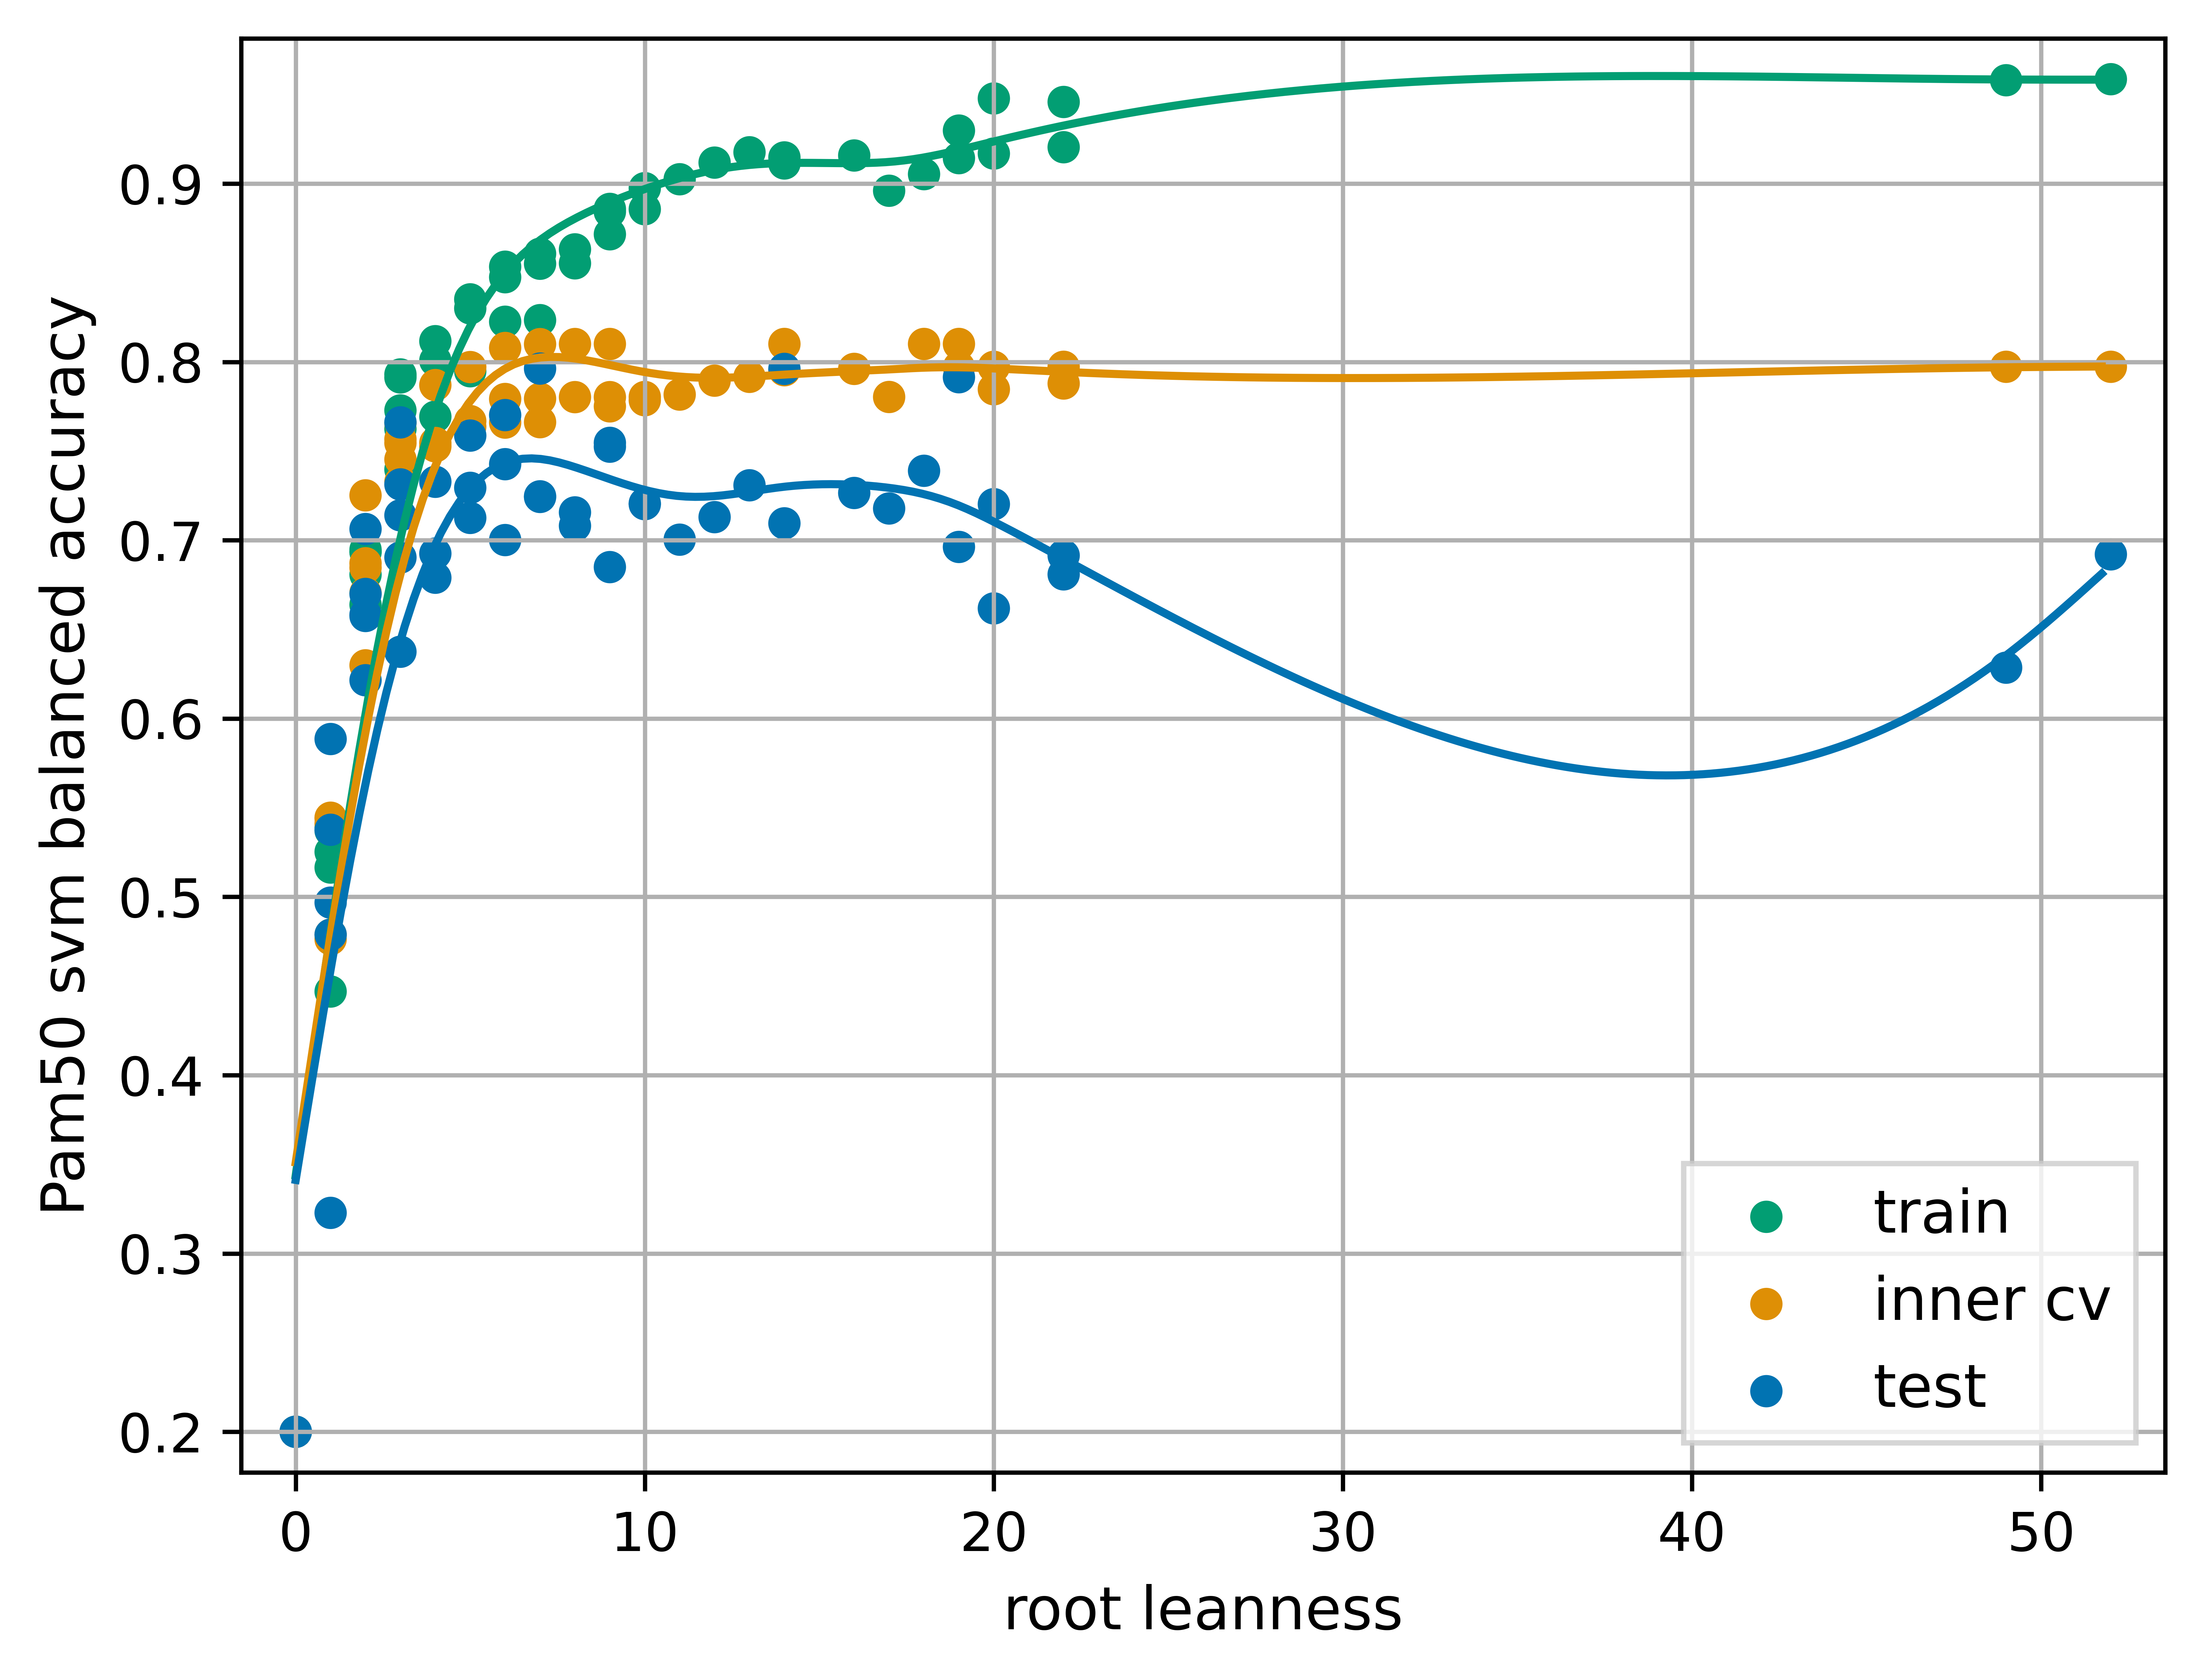 Pam50 svm balanced accuracy
0.9
0.8
0.7
0.6
0.5
0.4
0.3
0.2
0 10 20 30 40 50
root leanness
train
inner cv
test